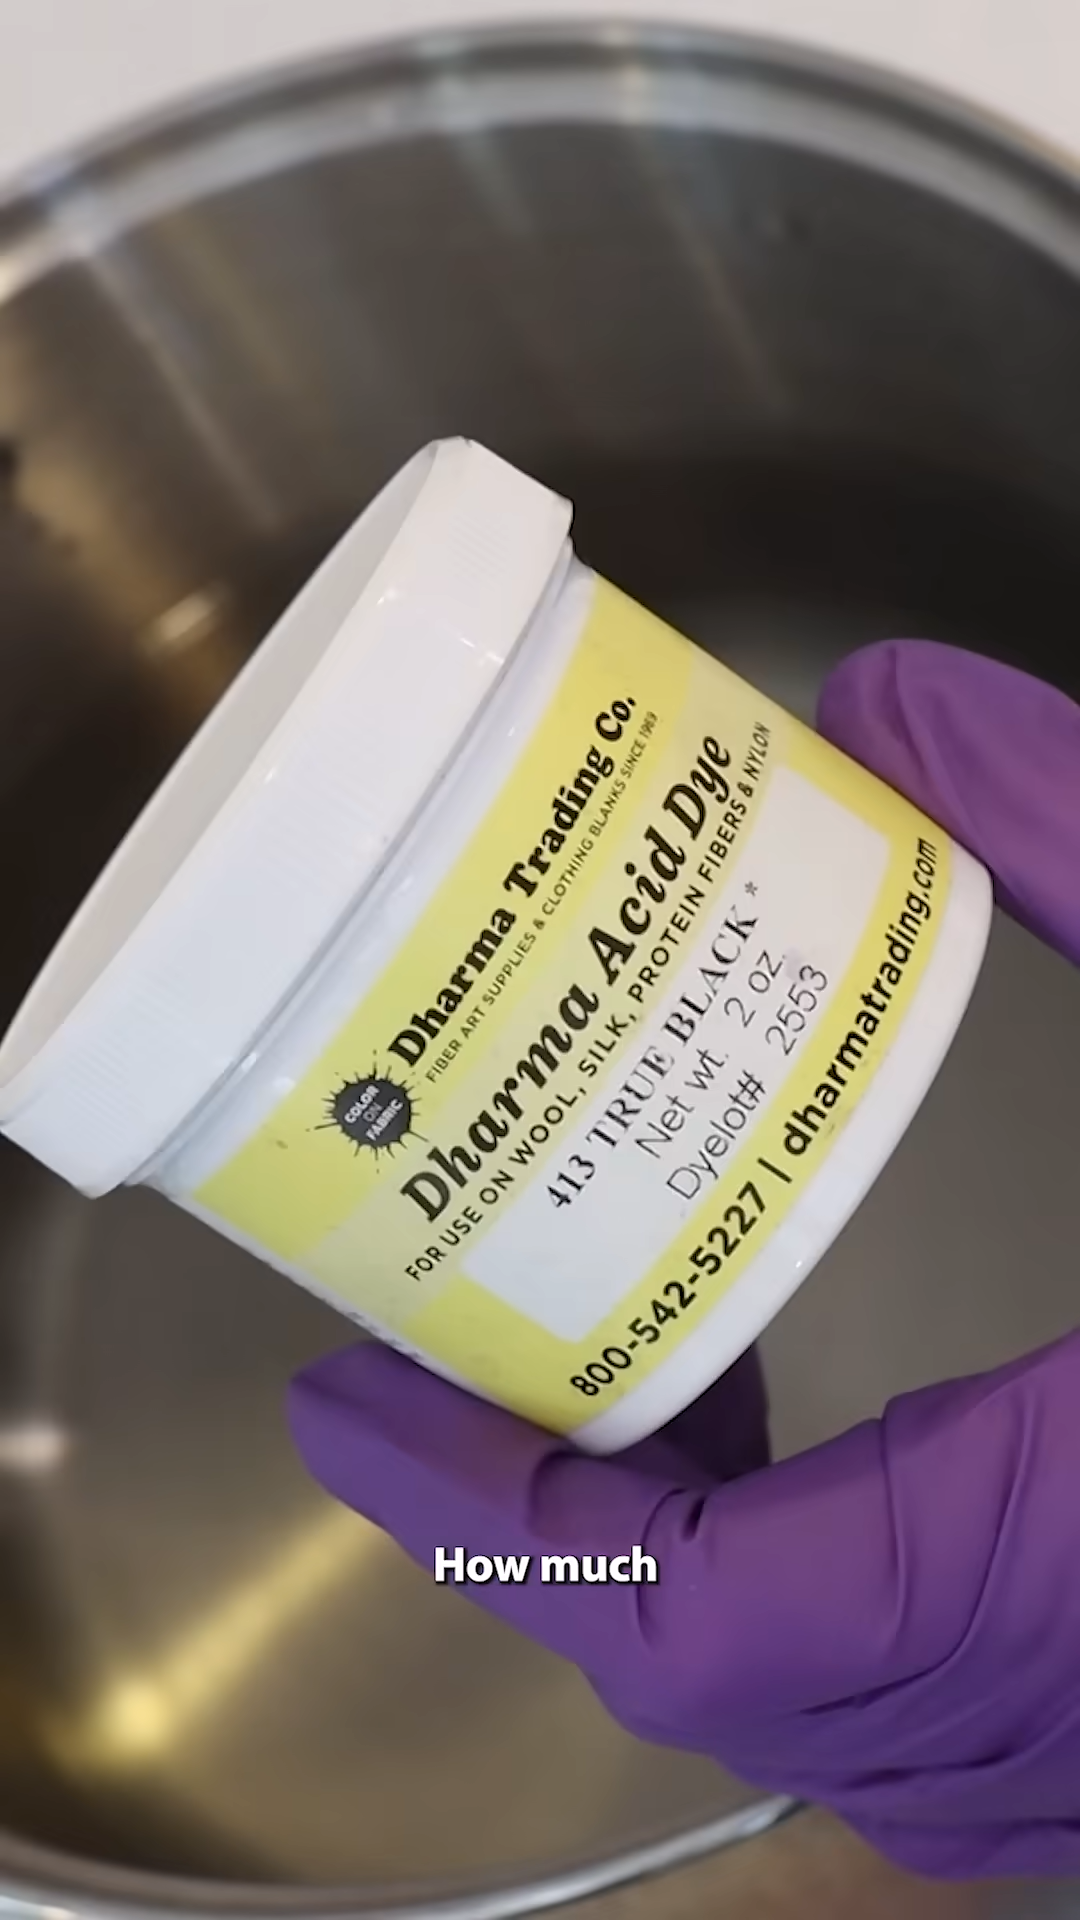 Dharma Trading Co.
FIBER ART SUPPLIES & CLOTHING BLANKS SINCE 1969
COLOR
ON
FABRIC
Dharma Acid Dye
FOR USE ON WOOL, SILK, PROTEIN FIBERS & NYLON
413 TRUE BLACK *
Net wt. 2 oz.
Dyelot# 2553
800-542-5227 | dharmatrading.com
How much